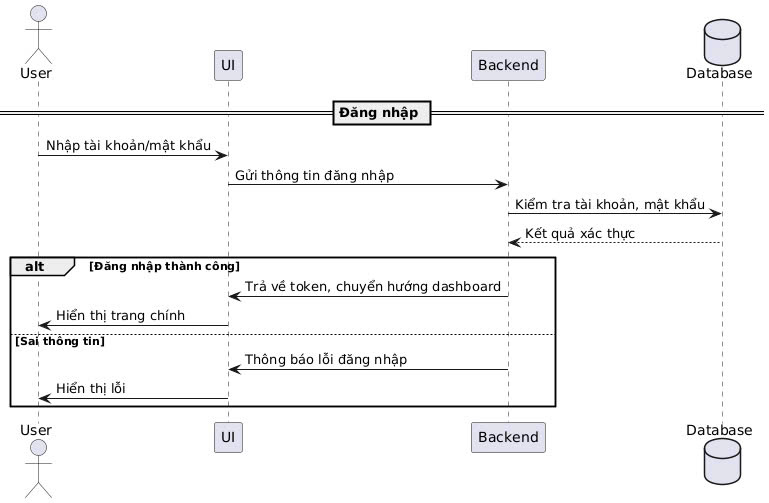 User
UI
Backend
Database
Đăng nhập
Nhập tài khoản/mật khẩu
Gửi thông tin đăng nhập
Kiểm tra tài khoản, mật khẩu
Kết quả xác thực
alt [Đăng nhập thành công]
Trả về token, chuyển hướng dashboard
Hiển thị trang chính
[Sai thông tin]
Thông báo lỗi đăng nhập
Hiển thị lỗi
User
UI
Backend
Database